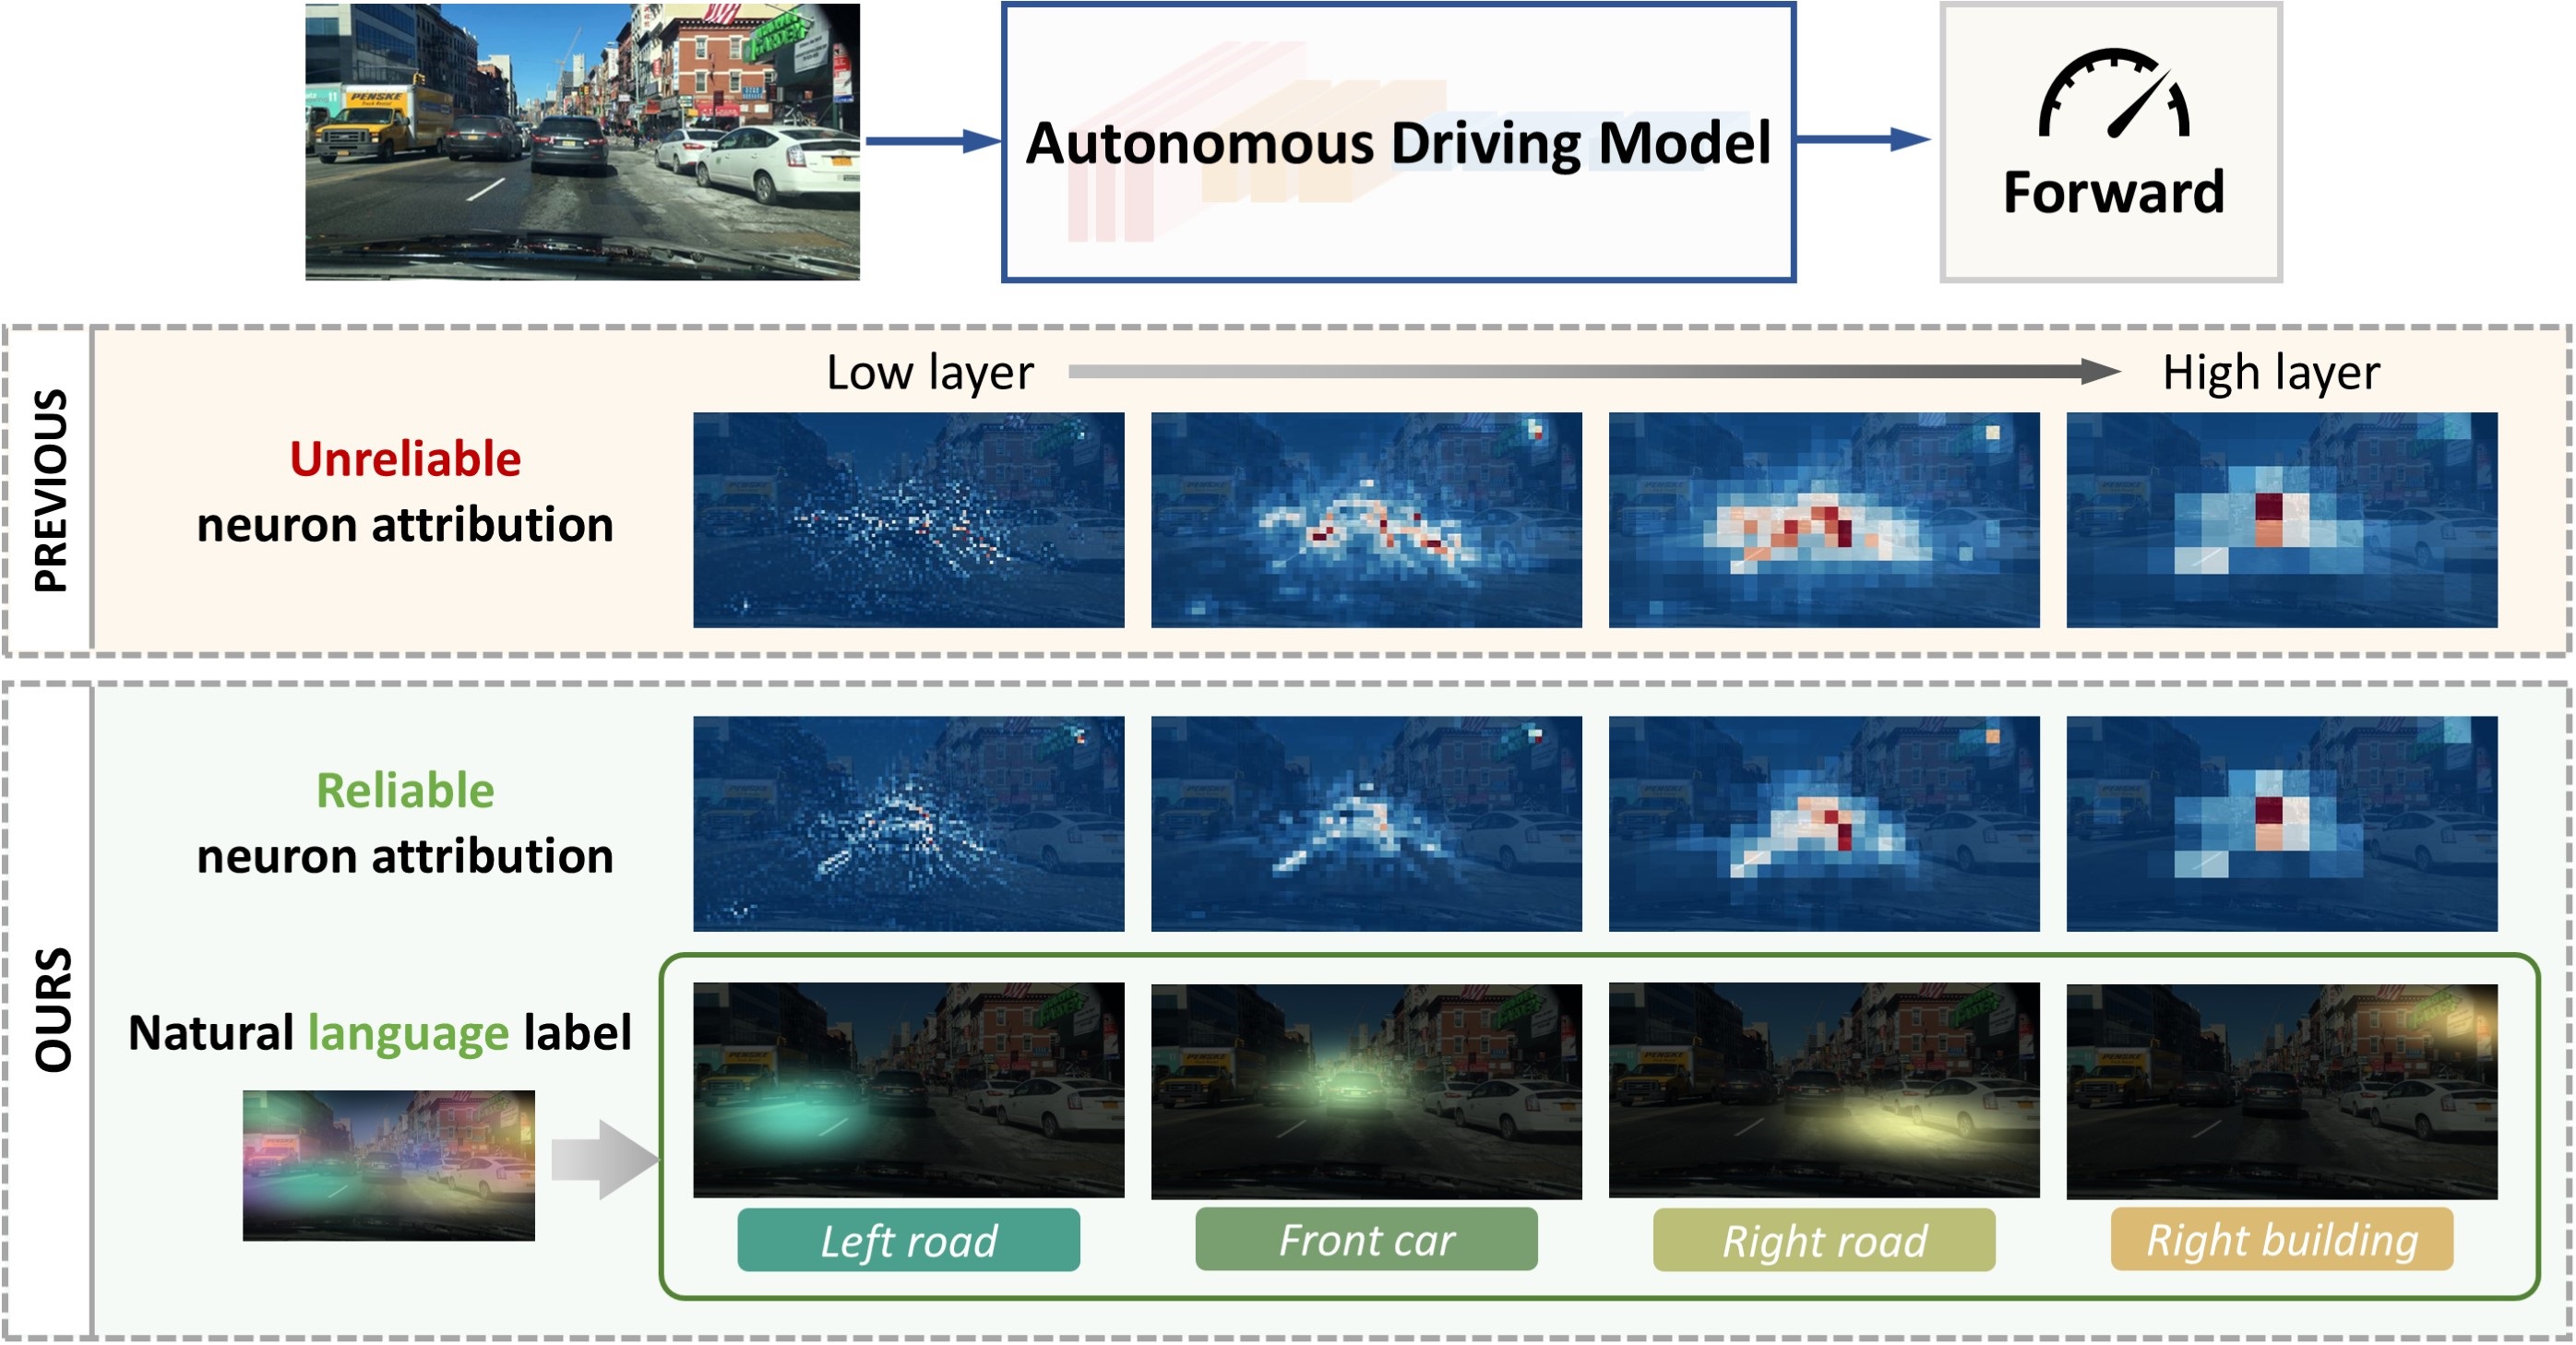 PENSKE
Autonomous Driving Model
Forward
PREVIOUS
Low layer
High layer
Unreliable
neuron attribution
OURS
Reliable
neuron attribution
Natural language label
Left road
Front car
Right road
Right building